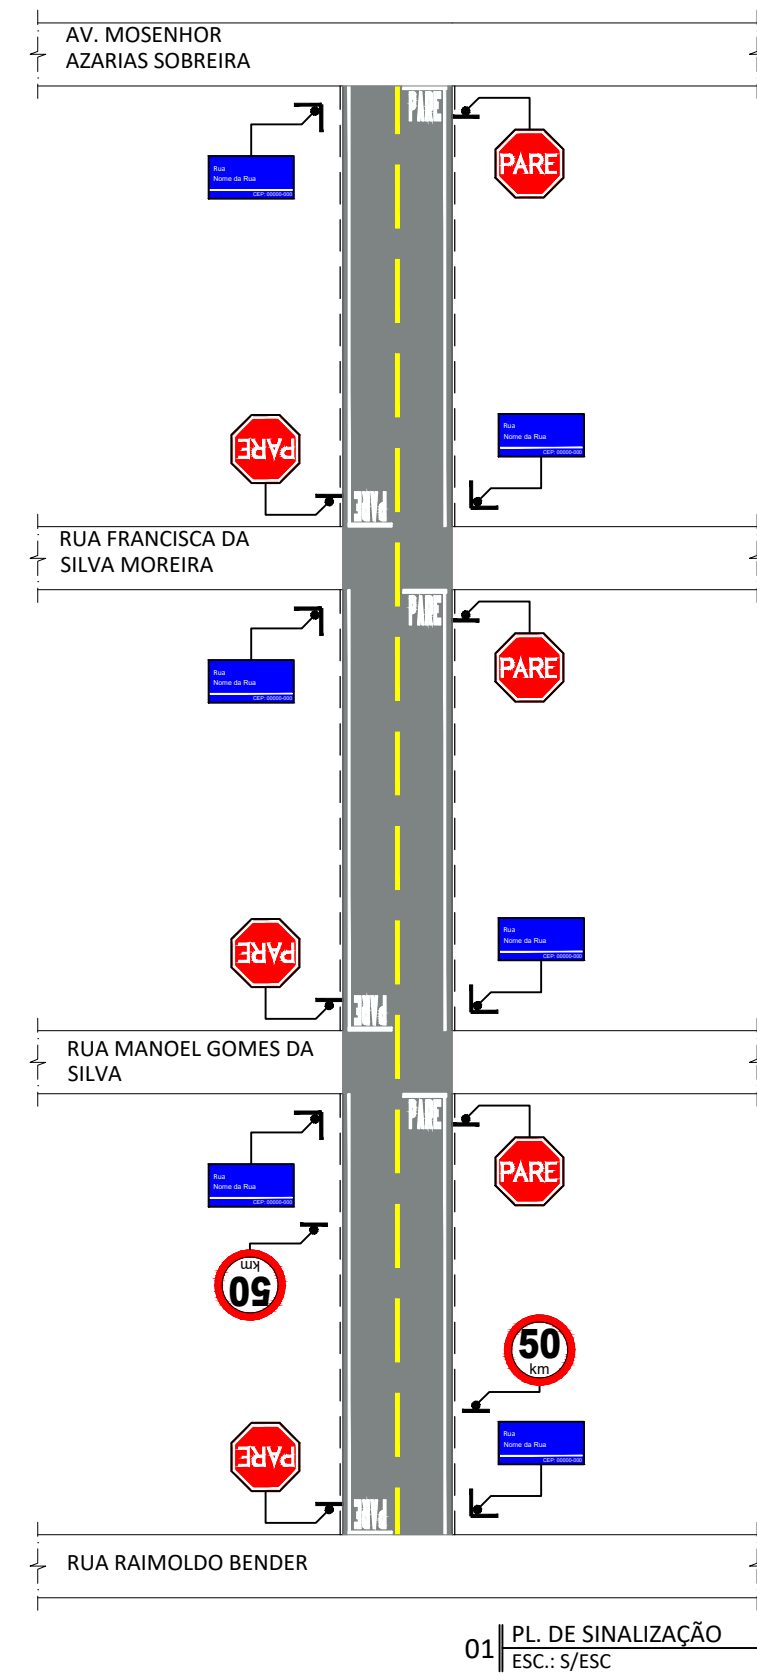 AV. MOSENHOR
AZARIAS SOBREIRA
PARE
PARE
Rua
Nome da Rua
CEP: 00000-000
PARE
Rua
Nome da Rua
CEP: 00000-000
PARE
RUA FRANCISCA DA
SILVA MOREIRA
PARE
PARE
Rua
Nome da Rua
CEP: 00000-000
PARE
Rua
Nome da Rua
CEP: 00000-000
PARE
RUA MANOEL GOMES DA
SILVA
PARE
PARE
Rua
Nome da Rua
CEP: 00000-000
50
km
50
km
PARE
Rua
Nome da Rua
CEP: 00000-000
PARE
RUA RAIMOLDO BENDER
01
PL. DE SINALIZAÇÃO
ESC.: S/ESC